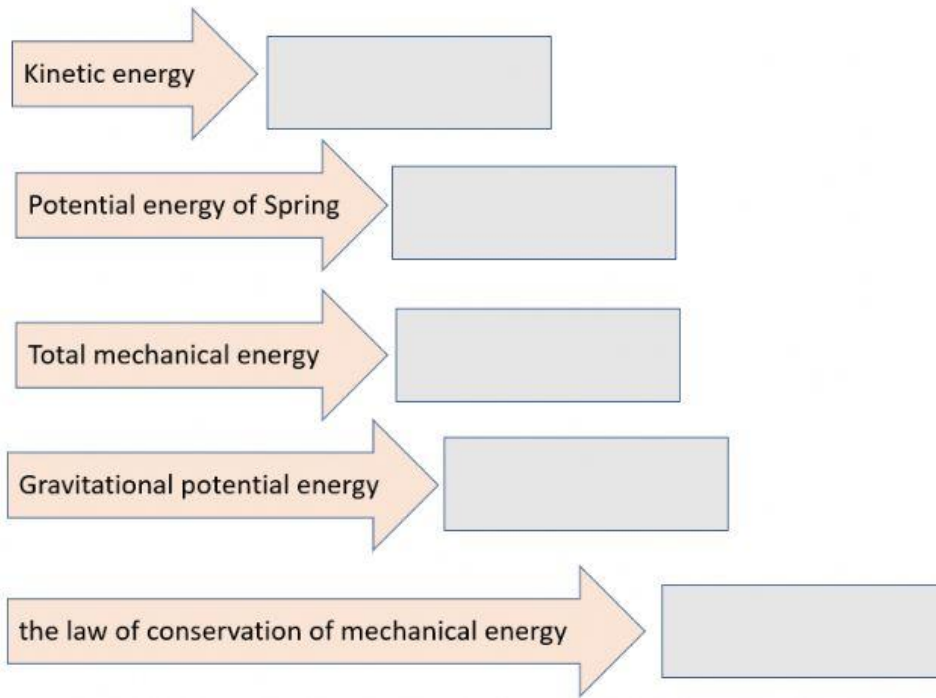 Kinetic energy
Potential energy of Spring
Total mechanical energy
Gravitational potential energy
the law of conservation of mechanical energy